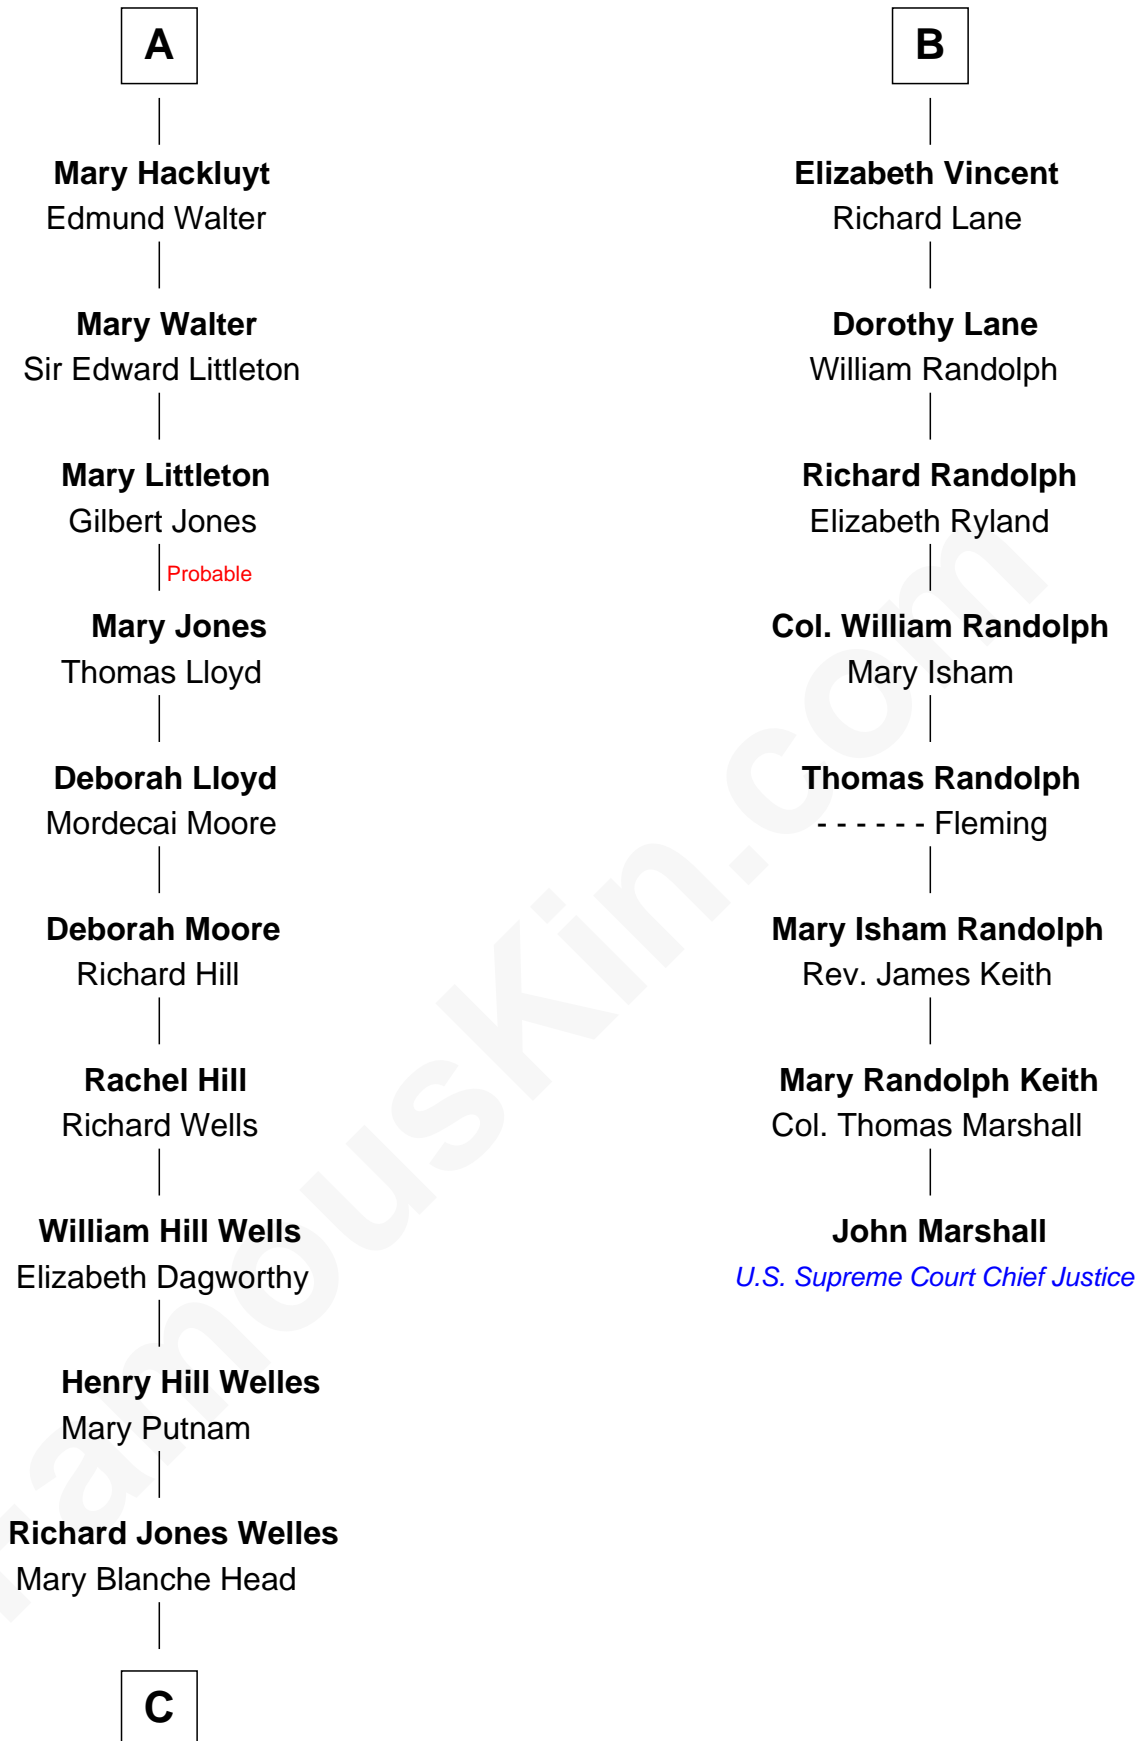 A
Mary Hackluyt
Edmund Walter
Mary Walter
Sir Edward Littleton
Mary Littleton
Gilbert Jones
Probable
Mary Jones
Thomas Lloyd
Deborah Lloyd
Mordecai Moore
Deborah Moore
Richard Hill
Rachel Hill
Richard Wells
William Hill Wells
Elizabeth Dagworthy
Henry Hill Welles
Mary Putnam
Richard Jones Welles
Mary Blanche Head
C
B
Elizabeth Vincent
Richard Lane
Dorothy Lane
William Randolph
Richard Randolph
Elizabeth Ryland
Col. William Randolph
Mary Isham
Thomas Randolph
- - - - - - Fleming
Mary Isham Randolph
Rev. James Keith
Mary Randolph Keith
Col. Thomas Marshall
John Marshall
U.S. Supreme Court Chief Justice
famouskin.com